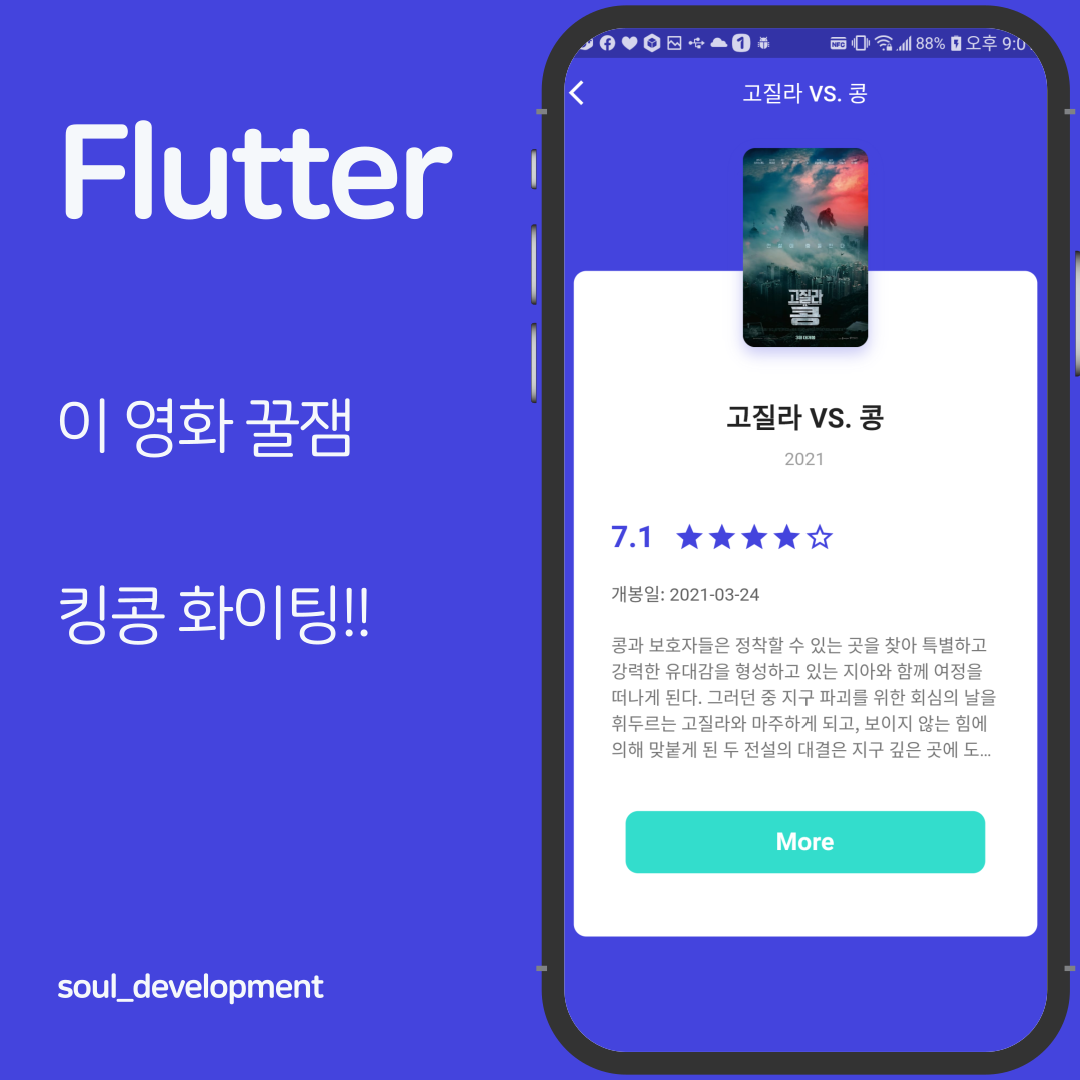 Flutter
이 영화 꿀잼
킹콩 화이팅!!
soul_development
1
NFC
88%
오후 9:0
고질라 VS. 콩
고질라
콩
고질라 VS. 콩
2021
7.1
개봉일: 2021-03-24
콩과 보호자들은 정착할 수 있는 곳을 찾아 특별하고
강력한 유대감을 형성하고 있는 지아와 함께 여정을
떠나게 된다. 그러던 중 지구 파괴를 위한 회심의 날을
휘두르는 고질라와 마주하게 되고, 보이지 않는 힘에
의해 맞붙게 된 두 전설의 대결은 지구 깊은 곳에 도...
More